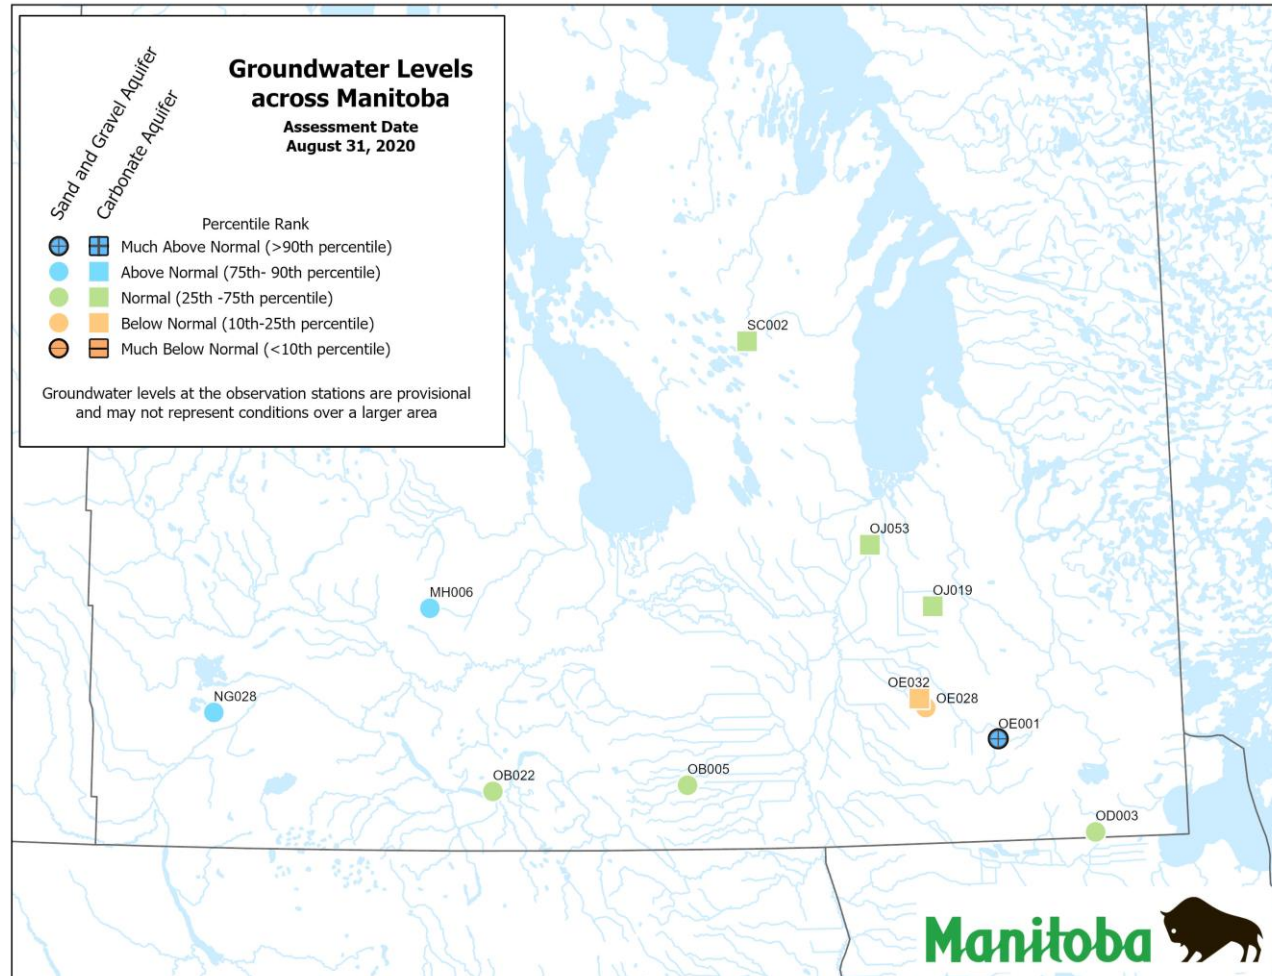 Groundwater Levels
across Manitoba
Assessment Date
August 31, 2020
Sand and Gravel Aquifer
Carbonate Aquifer
Percentile Rank
Much Above Normal (>90th percentile)
Above Normal (75th- 90th percentile)
Normal (25th -75th percentile)
Below Normal (10th-25th percentile)
Much Below Normal (<10th percentile)
Groundwater levels at the observation stations are provisional
and may not represent conditions over a larger area
SC002
OJ053
MH006
OJ019
OE032
NG028
OE028
OE001
OB022
OB005
OD003
Manitoba